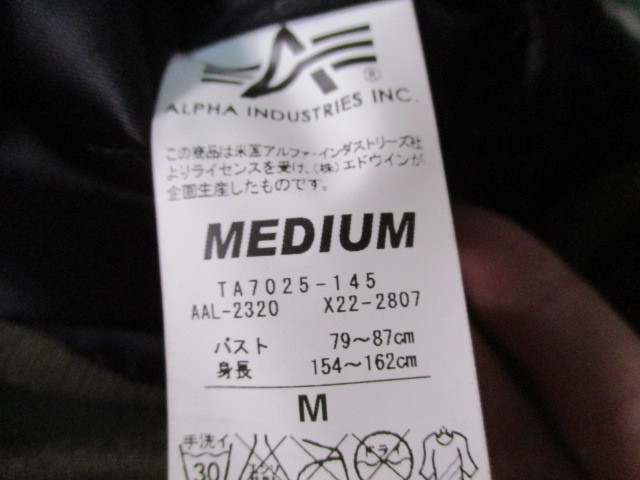 ALPHA INDUSTRIES INC.
この商品は米国アルファ・インダストリーズ社
よりライセンスを受け、(株)エドウインが
企画生産したものです。
MEDIUM
TA7025-145
AAL-2320 X22-2807
バスト 79～87cm
身長 154～162cm
M
手洗イ
30
ドライ